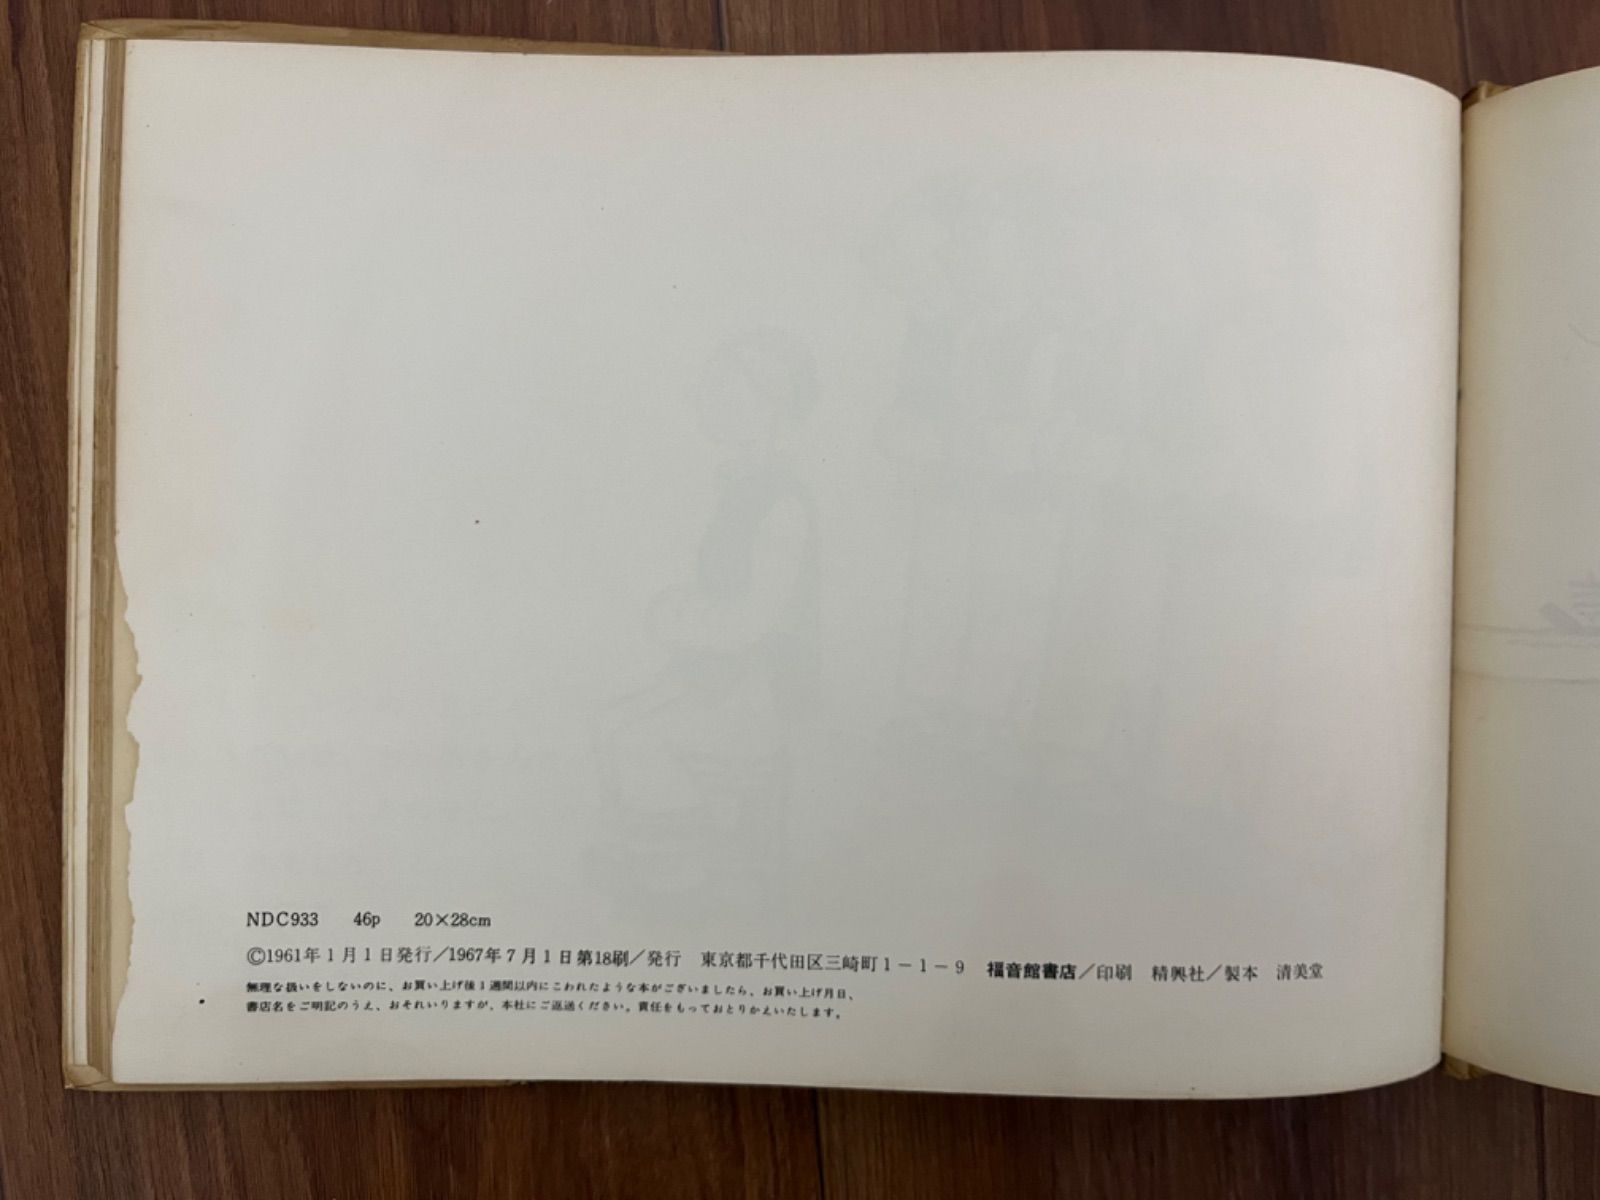 NDC933　46p　20×28cm
©1961年1月1日発行／1967年7月1日第18刷／発行　東京都千代田区三崎町1－1－9　福音館書店／印刷　精興社／製本　清美堂
無理な扱いをしないのに、お買い上げ後1週間以内にこわれたような本がございましたら、お買い上げ月日、
書店名をご明記のうえ、おそれいりますが、本社にご返送ください。責任をもっておとりかえいたします。